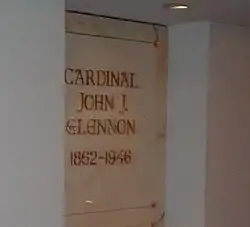 CARDINAL
JOHN J.
GLENNON
1862-1946